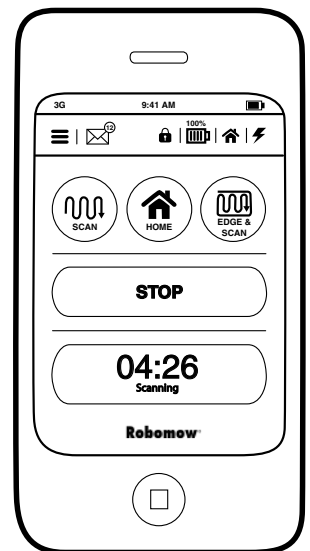 3G 9:41 AM
12 100%
SCAN HOME EDGE &
SCAN
STOP
04:26
Scanning
Robomow®